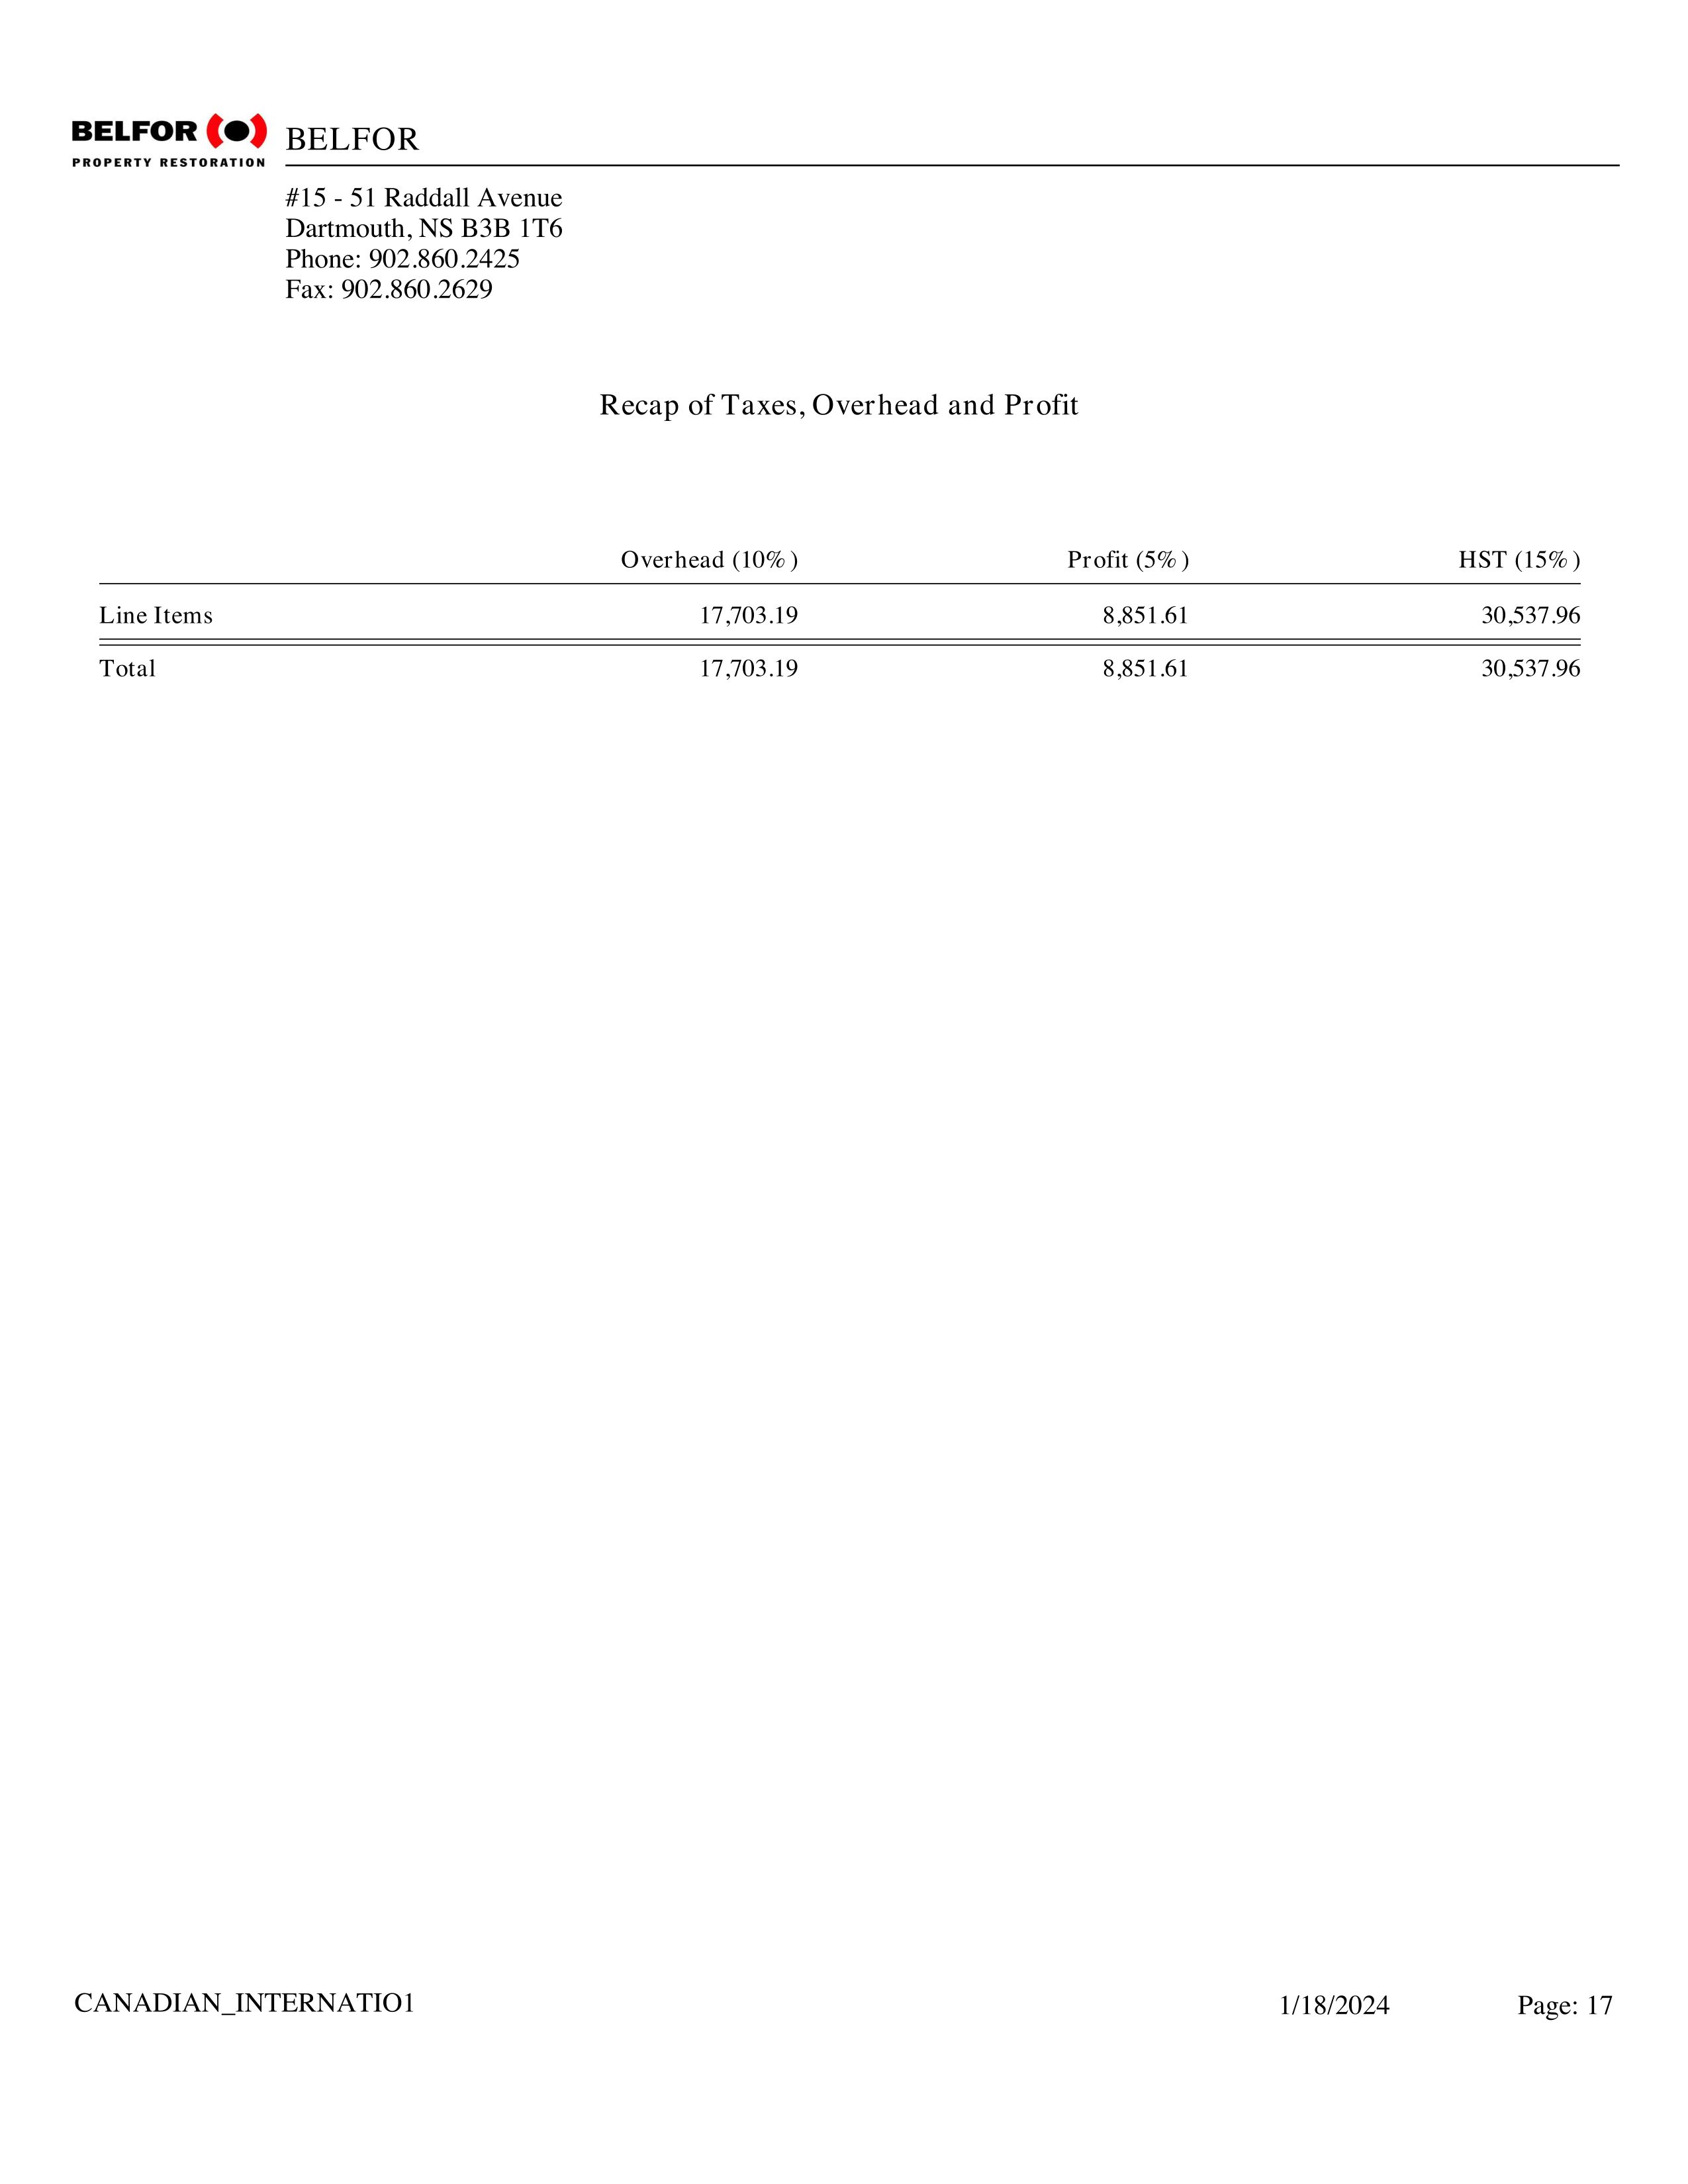 BELFOR
PROPERTY RESTORATION
BELFOR
#15 - 51 Raddall Avenue
Dartmouth, NS B3B 1T6
Phone: 902.860.2425
Fax: 902.860.2629
Recap of Taxes, Overhead and Profit
Overhead (10%) Profit (5%) HST (15%)
Line Items 17,703.19 8,851.61 30,537.96
Total 17,703.19 8,851.61 30,537.96
CANADIAN_INTERNATIO1 1/18/2024 Page: 17